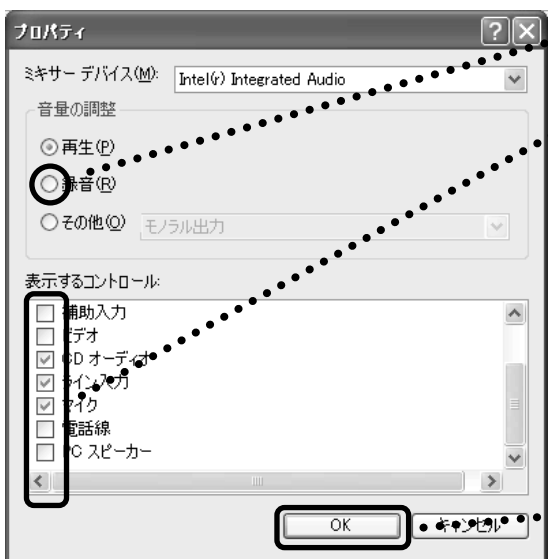 プロパティ
ミキサー デバイス(M): Intel(r) Integrated Audio
音量の調整
再生(P)
録音(R)
その他(O) モノラル出力
表示するコントロール:
補助入力
ビデオ
CD オーディオ
ライン入力
マイク
電話線
PC スピーカー
OK キャンセル